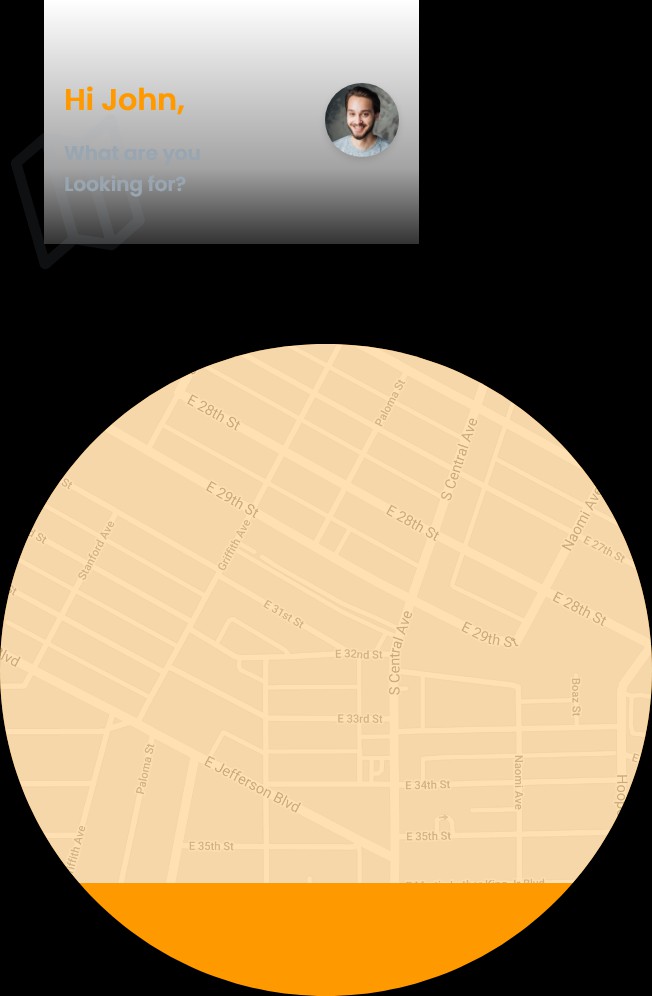 Hi John,
What are you
Looking for?
E 28th St
Paloma St
S Central Ave
E 29th St
E 28th St
Naomi Ave
E 27th St
St
St
Stanford Ave
Griffith Ave
E 31st St
E 28th St
E 29th St
S Central Ave
E 32nd St
lvd
Boaz St
E 33rd St
Paloma St
E Jefferson Blvd
E 34th St
Naomi Ave
Hoop
E 35th St
E 35th St
iffith Ave